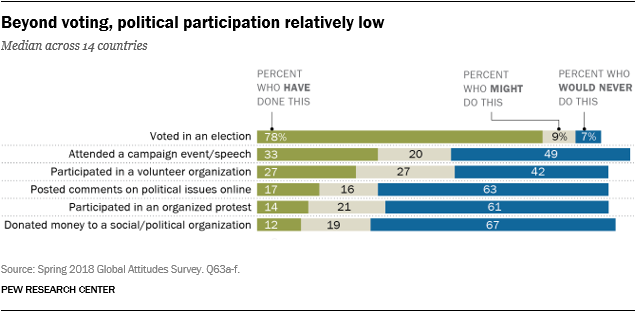 Beyond voting, political participation relatively low
Median across 14 countries
PERCENT
WHO HAVE
DONE THIS
PERCENT
WHO MIGHT
DO THIS
PERCENT WHO
WOULD NEVER
DO THIS
Voted in an election 78% 9% 7%
Attended a campaign event/speech 33 20 49
Participated in a volunteer organization 27 27 42
Posted comments on political issues online 17 16 63
Participated in an organized protest 14 21 61
Donated money to a social/political organization 12 19 67
Source: Spring 2018 Global Attitudes Survey. Q63a-f.
PEW RESEARCH CENTER